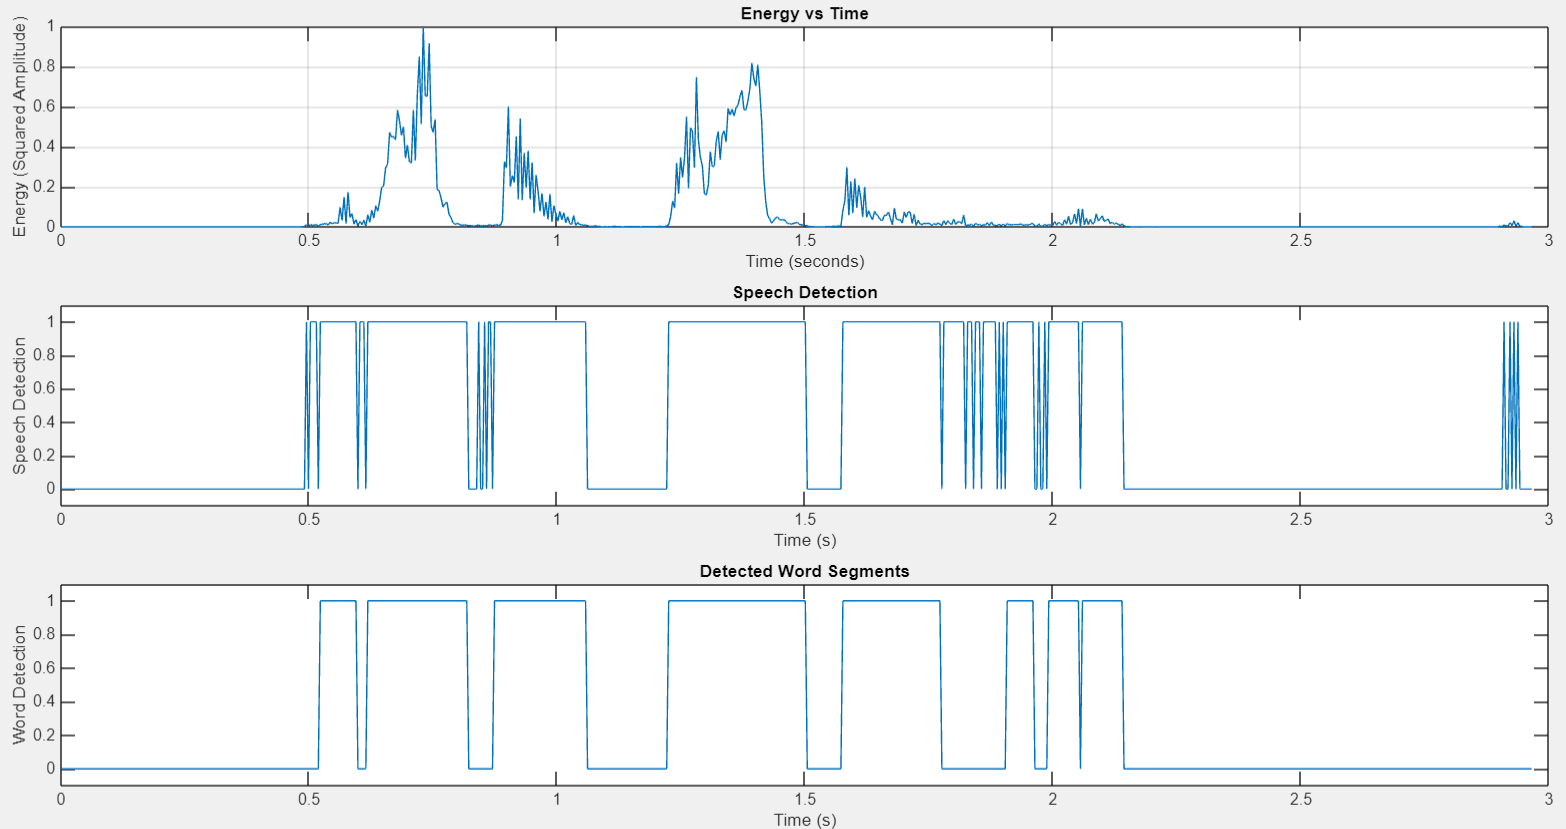 Energy vs Time
Energy (Squared Amplitude)
1
0.8
0.6
0.4
0.2
0
0 0.5 1 1.5 2 2.5 3
Time (seconds)
Speech Detection
Speech Detection
1
0.8
0.6
0.4
0.2
0
0 0.5 1 1.5 2 2.5 3
Time (s)
Detected Word Segments
Word Detection
1
0.8
0.6
0.4
0.2
0
0 0.5 1 1.5 2 2.5 3
Time (s)